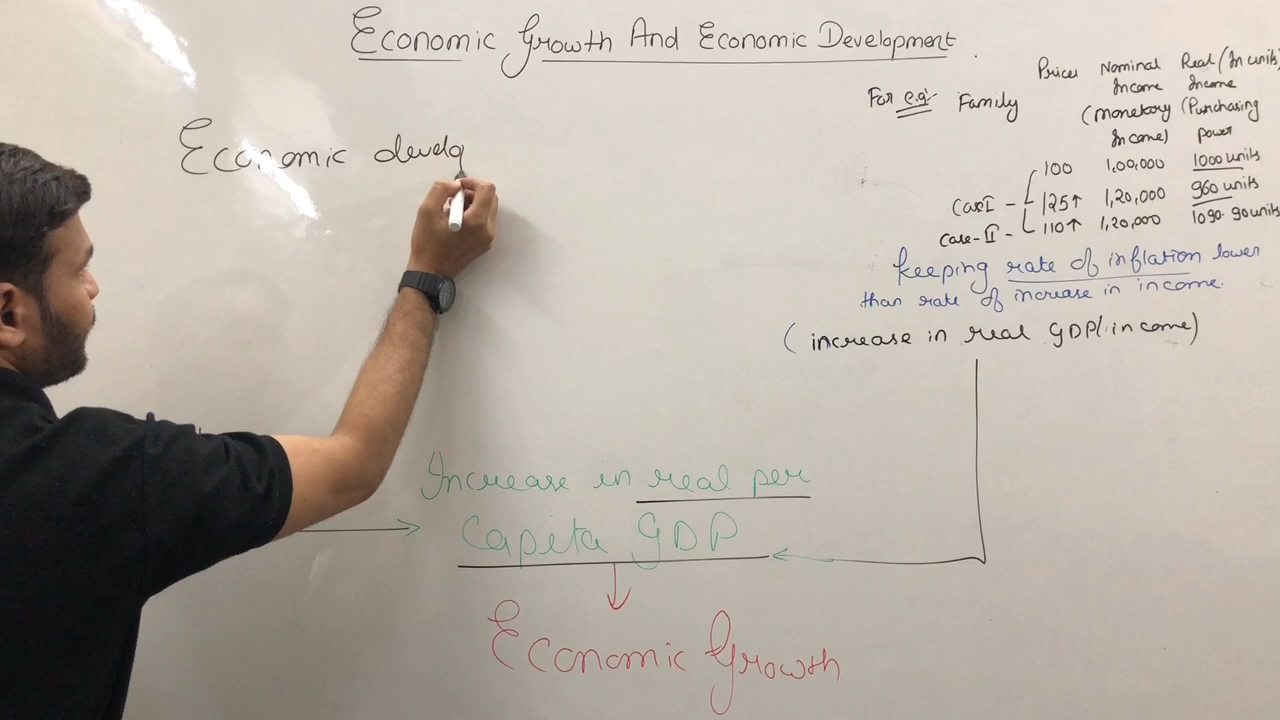 Economic Growth And Economic Development
For e.g:- Family
Prices Nominal Real (In units)
Income Income
(monetary (Purchasing
Income) power
100 1,00,000 1000 units
Case I - 125↑ 1,20,000 960 units
Case-II - 110↑ 1,20,000 1090.90units
keeping rate of inflation lower
than rate of increase in income.
(increase in real GDP/income)
Economic develo
Increase in real per
Capita GDP
Economic Growth